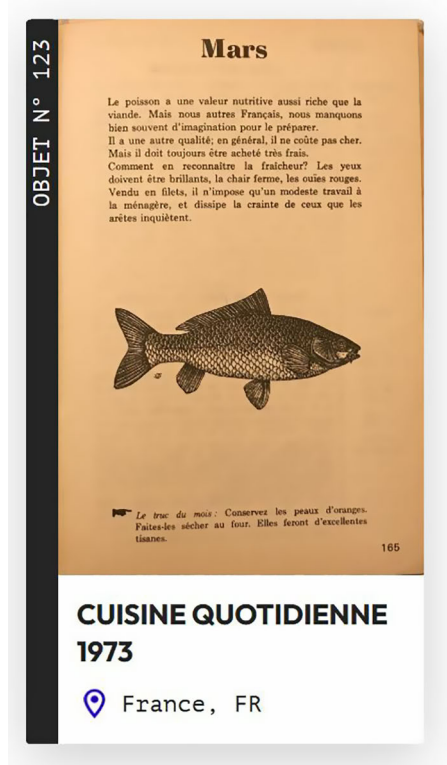 OBJET N° 123
Mars
Le poisson a une valeur nutritive aussi riche que la
viande. Mais nous autres Français, nous manquons
bien souvent d'imagination pour le préparer.
Il a une autre qualité; en général, il ne coûte pas cher.
Mais il doit toujours être acheté très frais.
Comment en reconnaître la fraîcheur? Les yeux
doivent être brillants, la chair ferme, les ouïes rouges.
Vendu en filets, il n'impose qu'un modeste travail à
la ménagère, et dissipe la crainte de ceux que les
arêtes inquiètent.
Le truc du mois : Conservez les peaux d'oranges.
Faites-les sécher au four. Elles feront d'excellentes
tisanes.
165
CUISINE QUOTIDIENNE
1973
France, FR